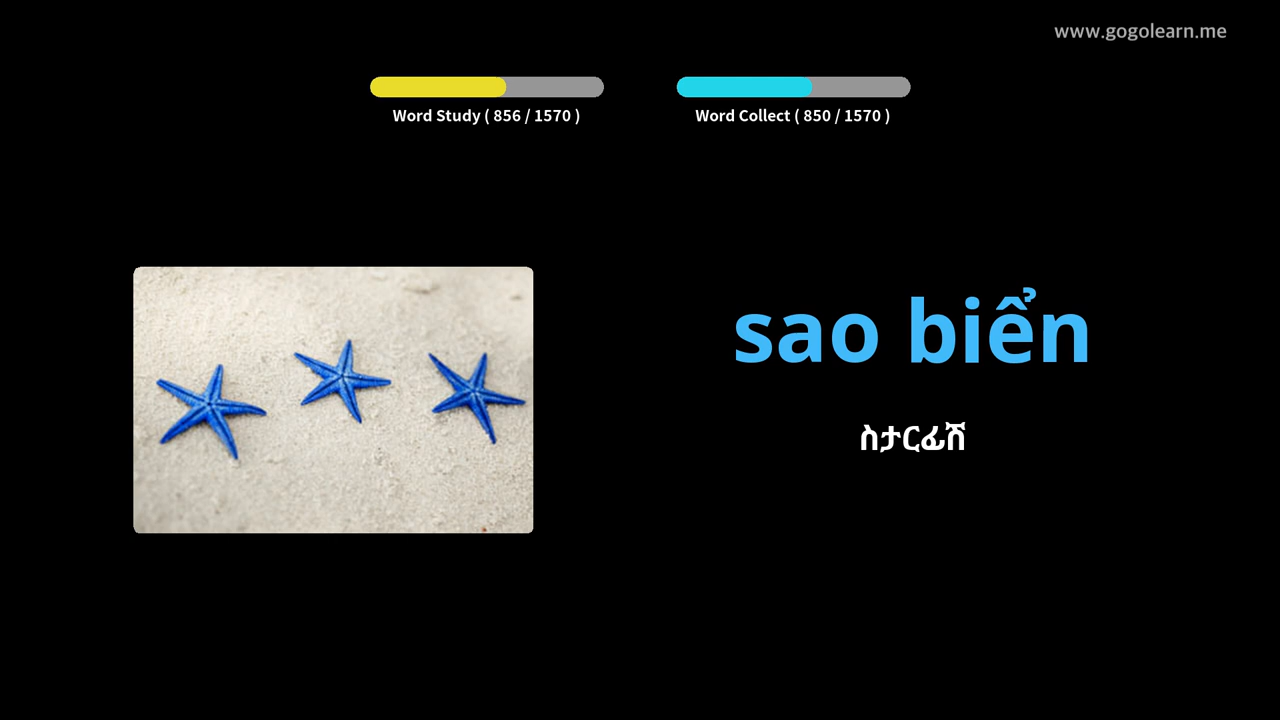 www.gogolearn.me
Word Study ( 856 / 1570 )
Word Collect ( 850 / 1570 )
sao biển
ስታርፊሽ